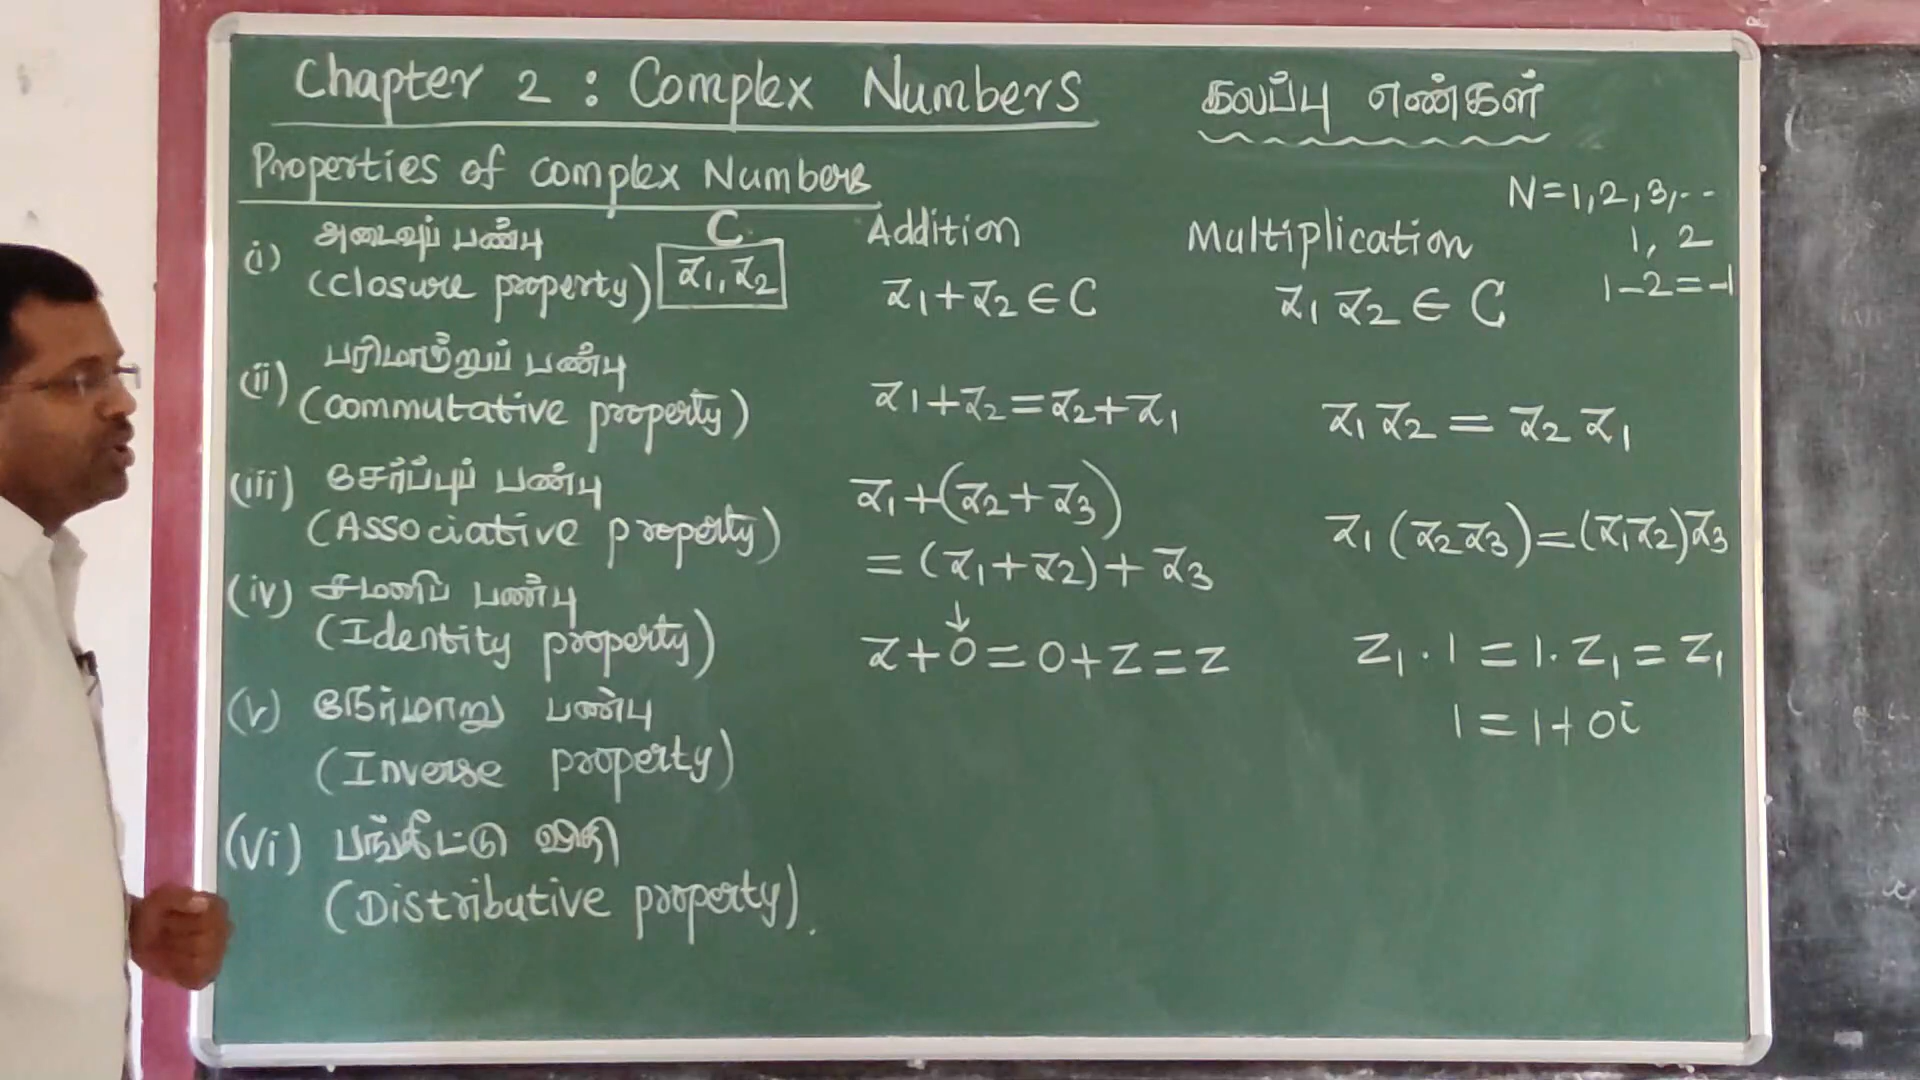 Chapter 2 : Complex Numbers கலப்பு எண்கள்
Properties of complex Numbers
N=1,2,3,..
1, 2
1-2=-1
C
Addition Multiplication
(i) அடைவுப் பண்பு
(Closure property) z₁, z₂ z₁+z₂∈C z₁ z₂ ∈ C
(ii) பரிமாற்றுப் பண்பு
(Commutative property) z₁+z₂=z₂+z₁ z₁ z₂ = z₂ z₁
(iii) சேர்ப்புப் பண்பு
(Associative property) z₁+(z₂+z₃) z₁(z₂z₃)=(z₁z₂)z₃
=(z₁+z₂)+z₃
(iv) சமனிப் பண்பு
↓
(Identity property) z+0=0+z=z z₁.1=1.z₁=z₁
1=1+0i
(v) நேர்மாறு பண்பு
(Inverse property)
(vi) பங்கீட்டு விதி
(Distributive property).